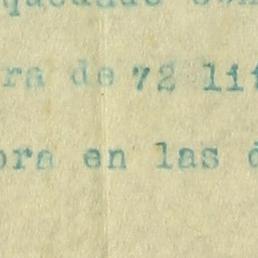 ra de 72 lit
ora en las d